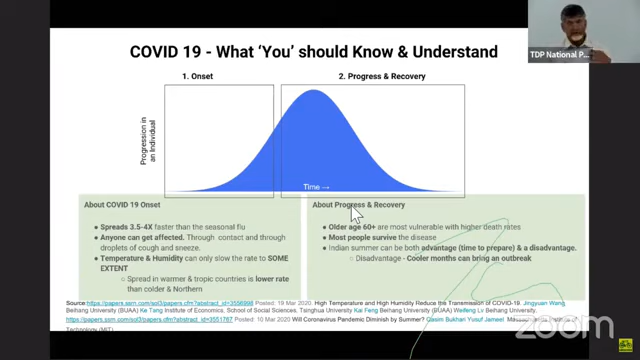 TDP National P...
COVID 19 - What ‘You’ should Know & Understand
1. Onset
2. Progress & Recovery
Progression in
an Individual
Time →
About COVID 19 Onset
Spreads 3.5-4X faster than the seasonal flu
Anyone can get affected. Through contact and through
droplets of cough and sneeze.
Temperature & Humidity can only slow the rate to SOME
EXTENT
Spread in warmer & tropic countries is lower rate
than colder & Northern
About Progress & Recovery
Older age 60+ are most vulnerable with higher death rates
Most people survive the disease
Indian summer can be both advantage (time to prepare) & a disadvantage.
Disadvantage - Cooler months can bring an outbreak
Source:https://papers.ssrn.com/sol3/papers.cfm?abstract_id=3556998 Posted: 19 Mar 2020. High Temperature and High Humidity Reduce the Transmission of COVID-19. Jingyuan Wang
Beihang University (BUAA) Ke Tang Institute of Economics, School of Social Sciences, Tsinghua University Kai Feng Beihang University (BUAA) Weifeng Lv Beihang University (BUAA)
https://papers.ssrn.com/sol3/papers.cfm?abstract_id=3551767 Posted: 10 Mar 2020 Will Coronavirus Pandemic Diminish by Summer? Qasim Bukhari Yusuf Jameel Massachusetts Institute of
Technology (MIT)
zoom